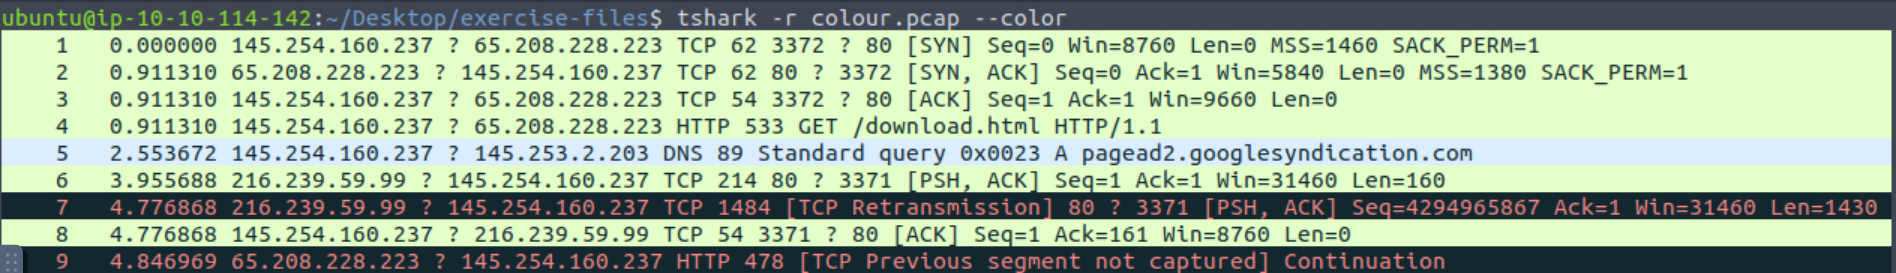 ubuntu@ip-10-10-114-142:~/Desktop/exercise-files$ tshark -r colour.pcap --color
1 0.000000 145.254.160.237 ? 65.208.228.223 TCP 62 3372 ? 80 [SYN] Seq=0 Win=8760 Len=0 MSS=1460 SACK_PERM=1
2 0.911310 65.208.228.223 ? 145.254.160.237 TCP 62 80 ? 3372 [SYN, ACK] Seq=0 Ack=1 Win=5840 Len=0 MSS=1380 SACK_PERM=1
3 0.911310 145.254.160.237 ? 65.208.228.223 TCP 54 3372 ? 80 [ACK] Seq=1 Ack=1 Win=9660 Len=0
4 0.911310 145.254.160.237 ? 65.208.228.223 HTTP 533 GET /download.html HTTP/1.1
5 2.553672 145.254.160.237 ? 145.253.2.203 DNS 89 Standard query 0x0023 A pagead2.googlesyndication.com
6 3.955688 216.239.59.99 ? 145.254.160.237 TCP 214 80 ? 3371 [PSH, ACK] Seq=1 Ack=1 Win=31460 Len=160
7 4.776868 216.239.59.99 ? 145.254.160.237 TCP 1484 [TCP Retransmission] 80 ? 3371 [PSH, ACK] Seq=4294965867 Ack=1 Win=31460 Len=1430
8 4.776868 145.254.160.237 ? 216.239.59.99 TCP 54 3371 ? 80 [ACK] Seq=1 Ack=161 Win=8760 Len=0
9 4.846969 65.208.228.223 ? 145.254.160.237 HTTP 478 [TCP Previous segment not captured] Continuation